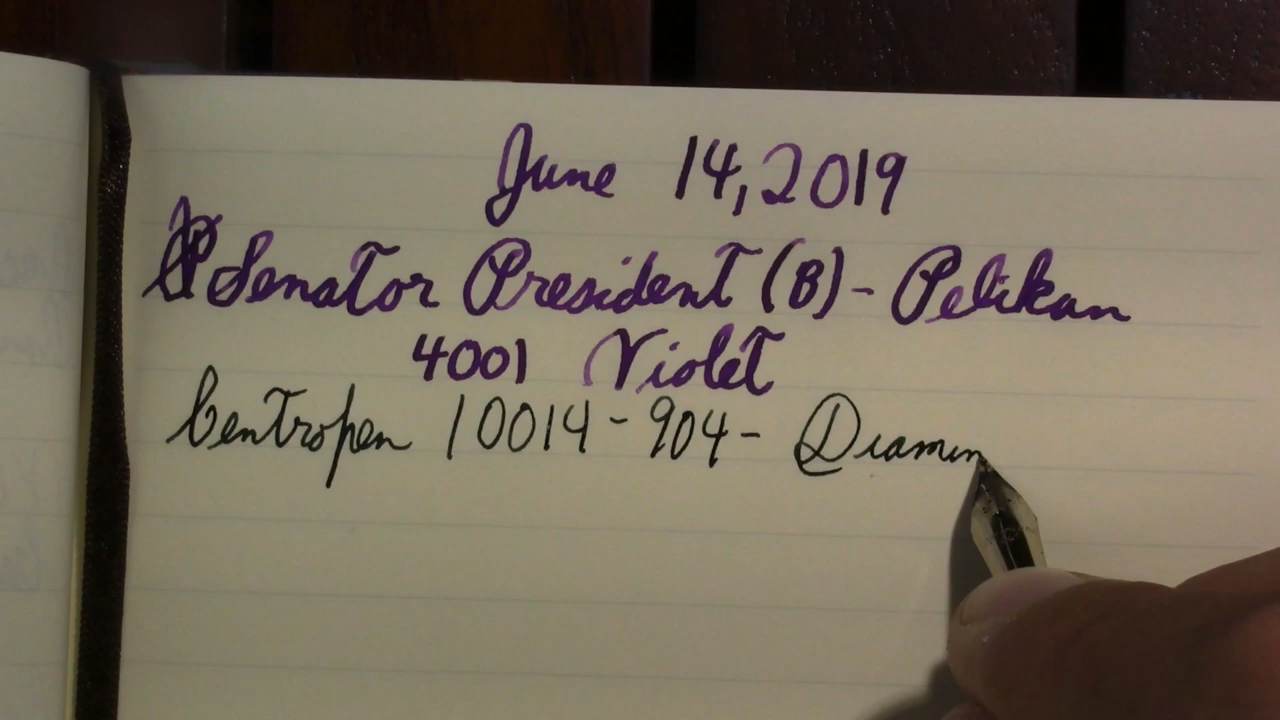 June 14, 2019
Senator President (B) - Pelikan
4001 Violet
Centropen 10014 - 904 - Diamin